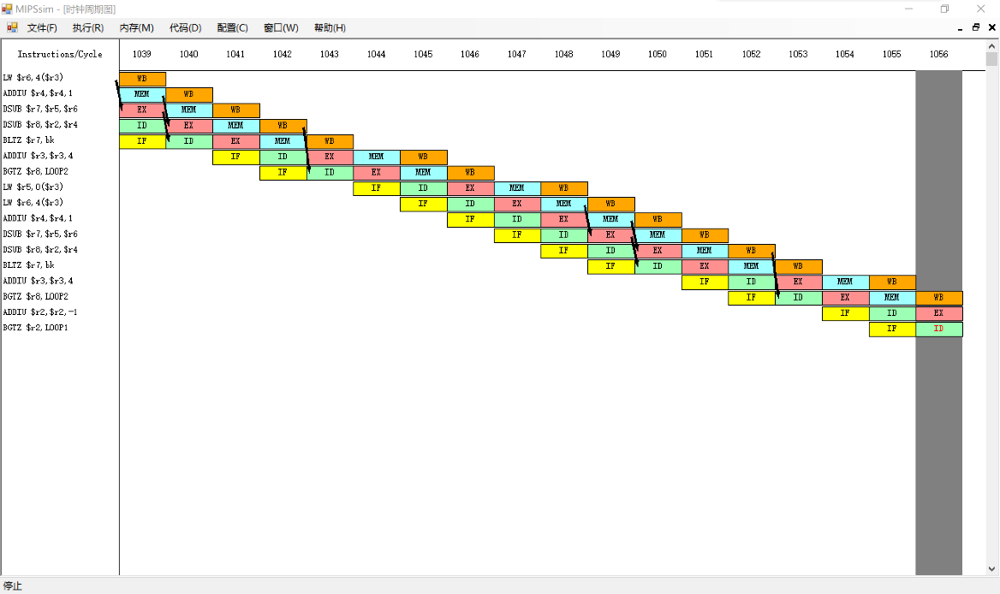 MIPSsim - [时钟周期图]
文件(F) 执行(R) 内存(M) 代码(D) 配置(C) 窗口(W) 帮助(H)
Instructions/Cycle 1039 1040 1041 1042 1043 1044 1045 1046 1047 1048 1049 1050 1051 1052 1053 1054 1055 1056
LW $r6,4($r3) WB
ADDIU $r4,$r4,1 MEM WB
DSUB $r7,$r5,$r6 EX MEM WB
DSUB $r8,$r2,$r4 ID EX MEM WB
BLTZ $r7,bk IF ID EX MEM WB
ADDIU $r3,$r3,4 IF ID EX MEM WB
BGTZ $r8,LOOP2 IF ID EX MEM WB
LW $r5,0($r3) IF ID EX MEM WB
LW $r6,4($r3) IF ID EX MEM WB
ADDIU $r4,$r4,1 IF ID EX MEM WB
DSUB $r7,$r5,$r6 IF ID EX MEM WB
DSUB $r8,$r2,$r4 IF ID EX MEM WB
BLTZ $r7,bk IF ID EX MEM WB
ADDIU $r3,$r3,4 IF ID EX MEM WB
BGTZ $r8,LOOP2 IF ID EX MEM WB
ADDIU $r2,$r2,-1 IF ID EX
BGTZ $r2,LOOP1 IF ID
停止